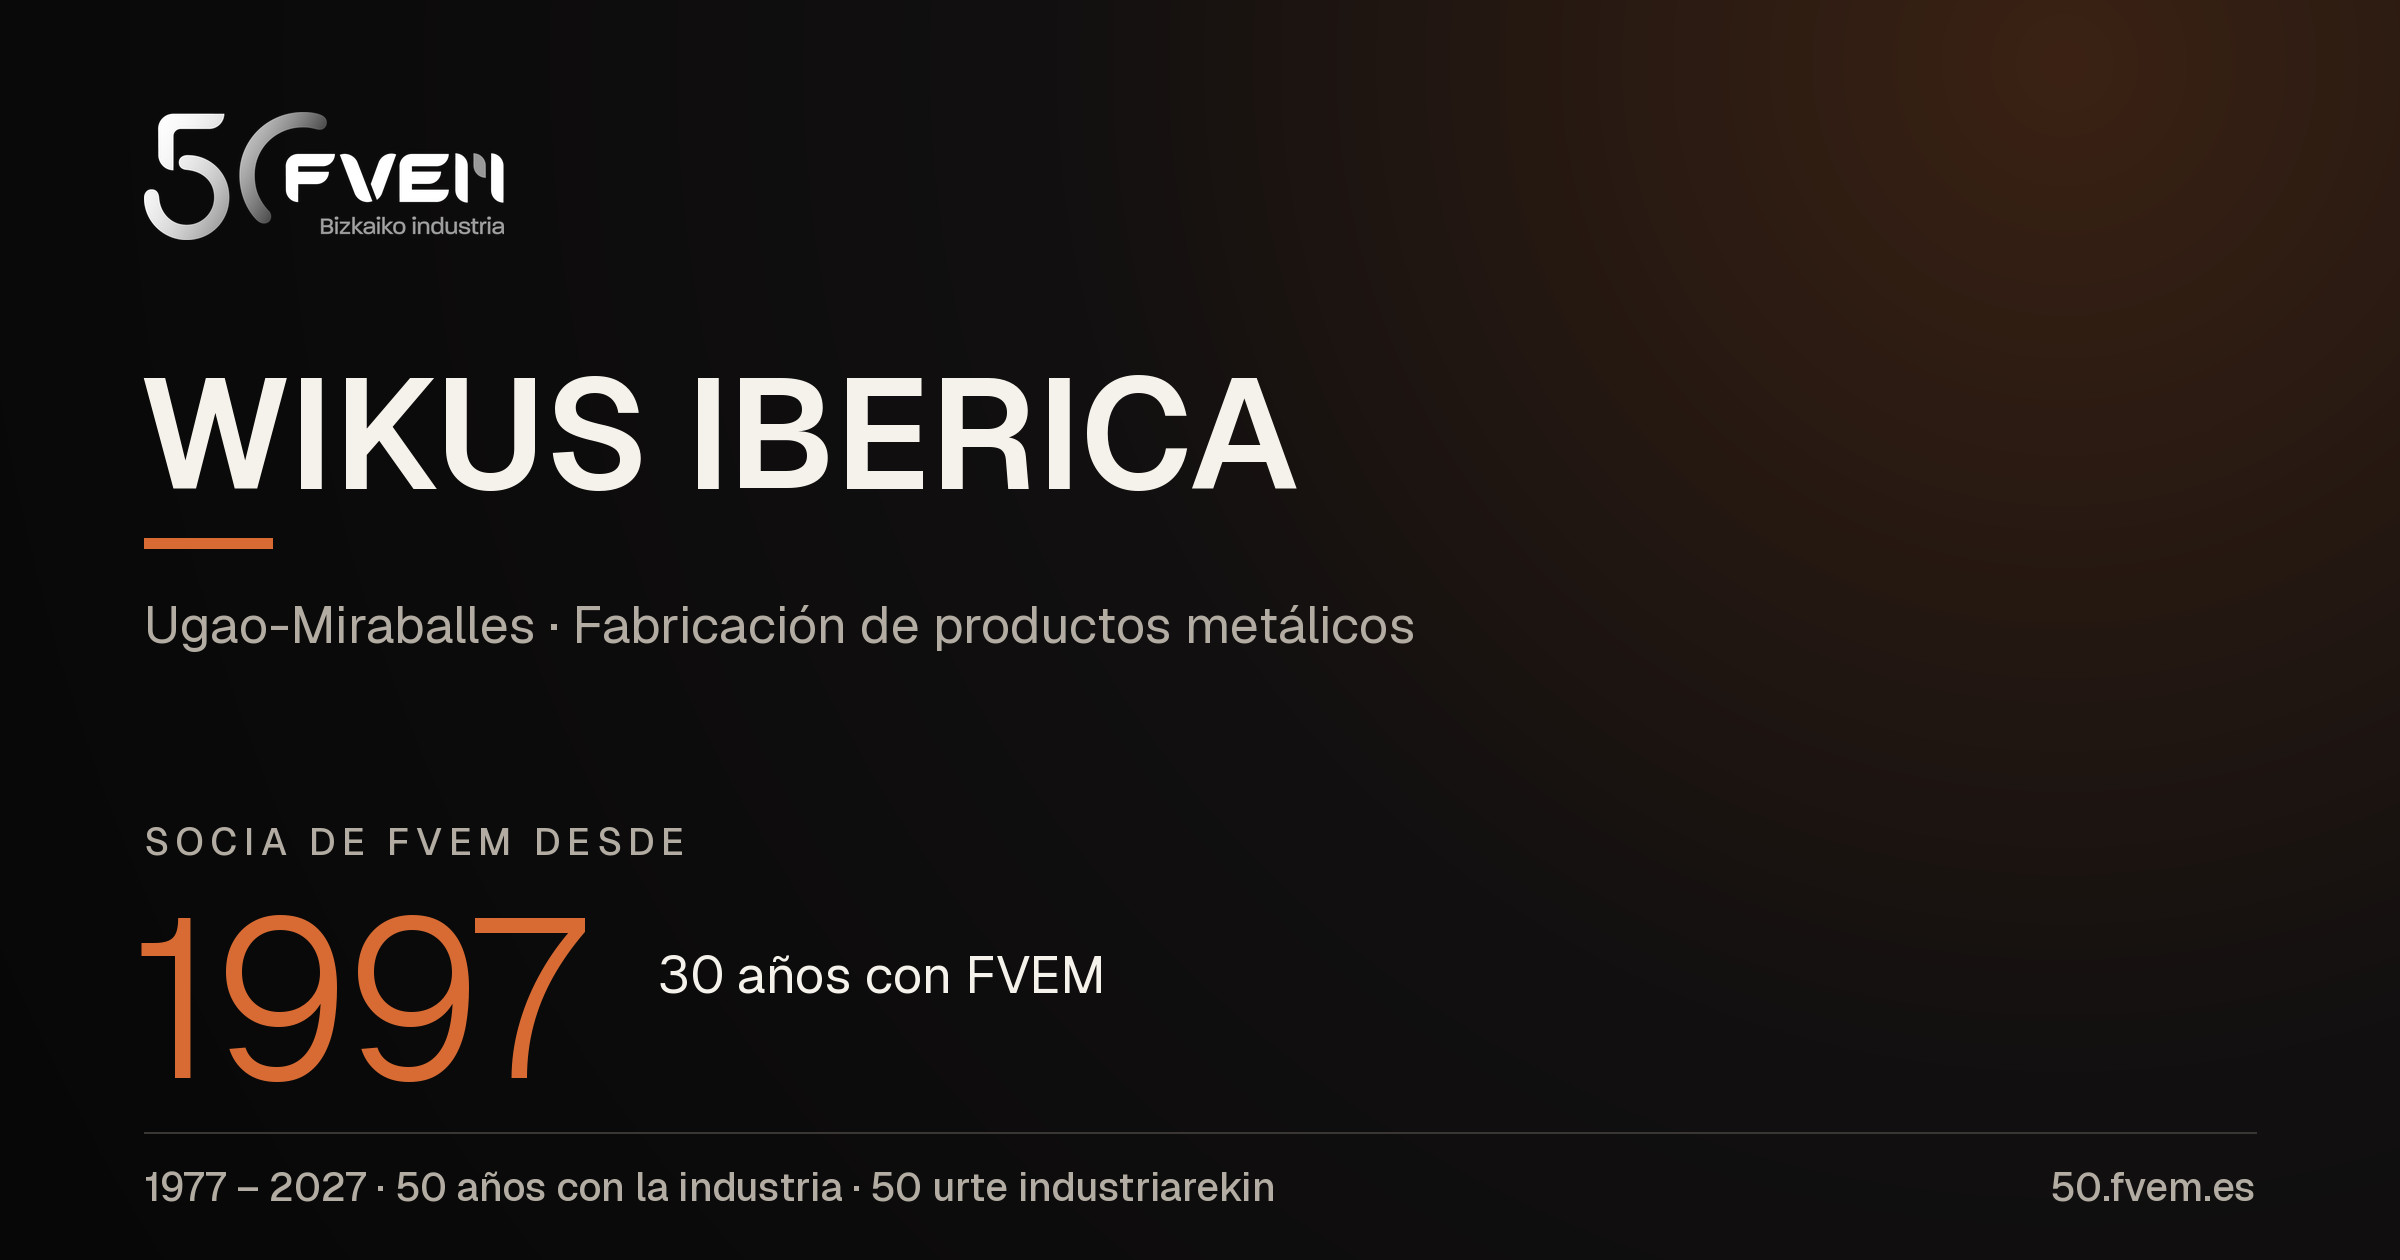 50 FVEM
Bizkaiko industria
WIKUS IBERICA
Ugao-Miraballes · Fabricación de productos metálicos
SOCIA DE FVEM DESDE
1997
30 años con FVEM
1977 – 2027 · 50 años con la industria · 50 urte industriarekin
50.fvem.es